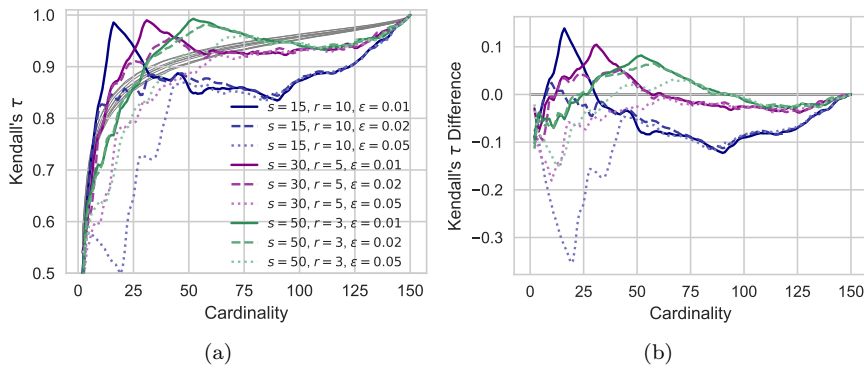 1.0
0.9
0.8
0.7
0.6
0.5
Kendall's τ
0 25 50 75 100 125 150
Cardinality
s = 15, r = 10, ε = 0.01
s = 15, r = 10, ε = 0.02
s = 15, r = 10, ε = 0.05
s = 30, r = 5, ε = 0.01
s = 30, r = 5, ε = 0.02
s = 30, r = 5, ε = 0.05
s = 50, r = 3, ε = 0.01
s = 50, r = 3, ε = 0.02
s = 50, r = 3, ε = 0.05
(a)
0.1
0.0
−0.1
−0.2
−0.3
Kendall's τ Difference
0 25 50 75 100 125 150
Cardinality
(b)